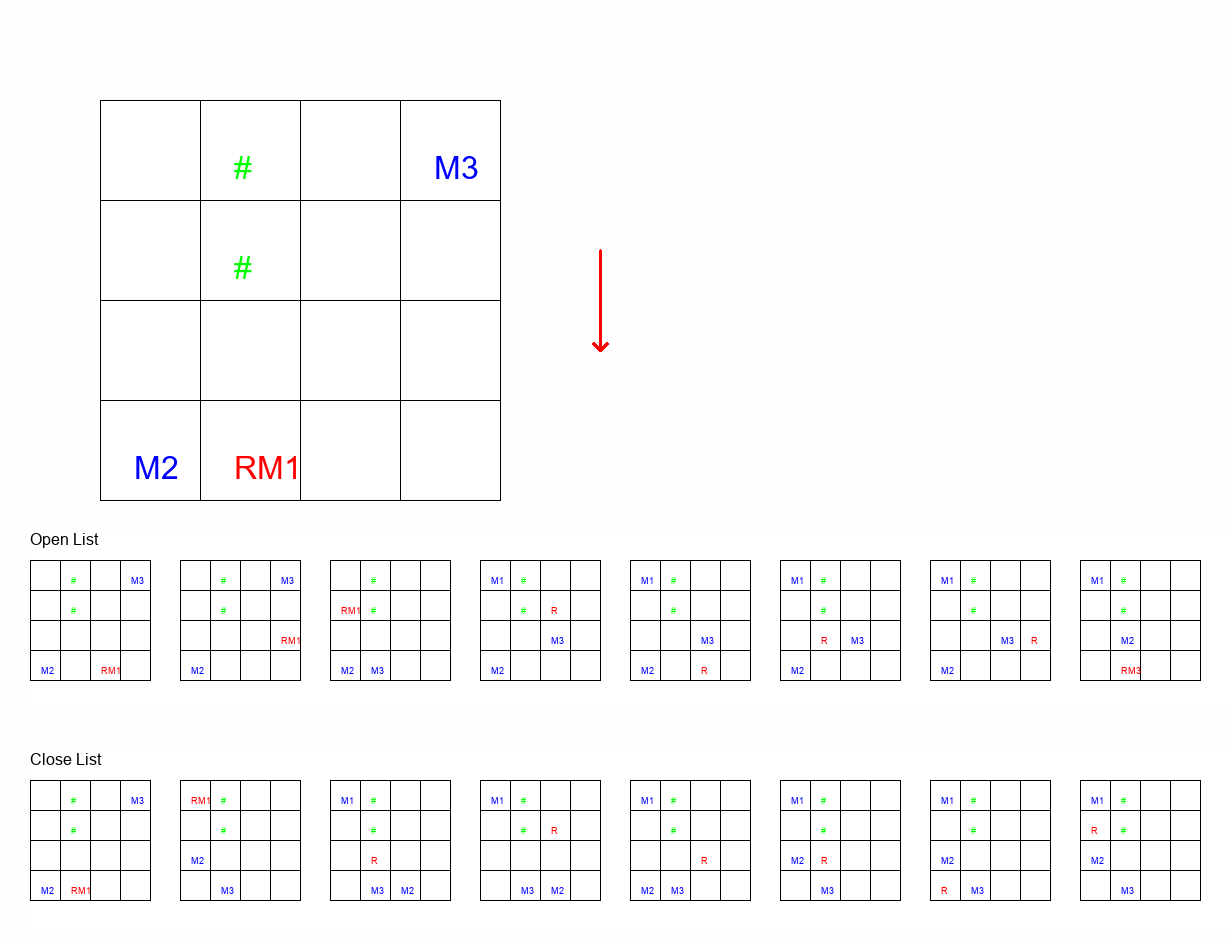 # M3
#
M2 RM1
Open List
# M3 # M3 # M1 # M1 # M1 # M1 # M1 #
# # RM1 # # R # # # #
RM1 M3 M3 R M3 M3 R M2
M2 RM1 M2 M2 M3 M2 M2 R M2 M2 RM3
Close List
# M3 RM1 # M1 # M1 # M1 # M1 # M1 # M1 #
# # # # R # # # R #
M2 R R M2 R M2 M2
M2 RM1 M3 M3 M2 M3 M2 M2 M3 M3 R M3 M3